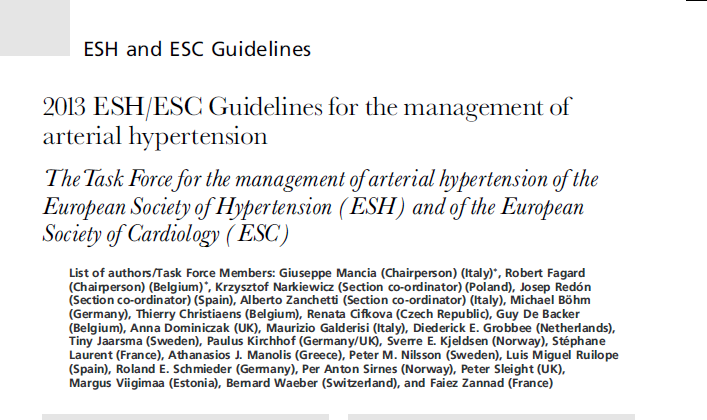 ESH and ESC Guidelines
2013 ESH/ESC Guidelines for the management of
arterial hypertension
The Task Force for the management of arterial hypertension of the
European Society of Hypertension (ESH) and of the European
Society of Cardiology (ESC)
List of authors/Task Force Members: Giuseppe Mancia (Chairperson) (Italy)*, Robert Fagard
(Chairperson) (Belgium)*, Krzysztof Narkiewicz (Section co-ordinator) (Poland), Josep Redón
(Section co-ordinator) (Spain), Alberto Zanchetti (Section co-ordinator) (Italy), Michael Böhm
(Germany), Thierry Christiaens (Belgium), Renata Cifkova (Czech Republic), Guy De Backer
(Belgium), Anna Dominiczak (UK), Maurizio Galderisi (Italy), Diederick E. Grobbee (Netherlands),
Tiny Jaarsma (Sweden), Paulus Kirchhof (Germany/UK), Sverre E. Kjeldsen (Norway), Stéphane
Laurent (France), Athanasios J. Manolis (Greece), Peter M. Nilsson (Sweden), Luis Miguel Ruilope
(Spain), Roland E. Schmieder (Germany), Per Anton Sirnes (Norway), Peter Sleight (UK),
Margus Viigimaa (Estonia), Bernard Waeber (Switzerland), and Faiez Zannad (France)